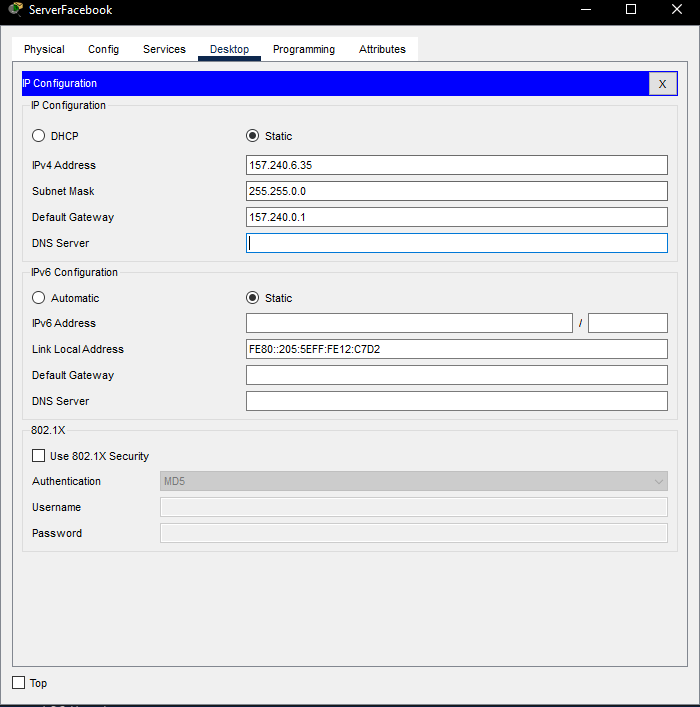 ServerFacebook
Physical Config Services Desktop Programming Attributes
IP Configuration
X
IP Configuration
DHCP Static
IPv4 Address 157.240.6.35
Subnet Mask 255.255.0.0
Default Gateway 157.240.0.1
DNS Server
IPv6 Configuration
Automatic Static
IPv6 Address /
Link Local Address FE80::205:5EFF:FE12:C7D2
Default Gateway
DNS Server
802.1X
Use 802.1X Security
Authentication MD5
Username
Password
Top